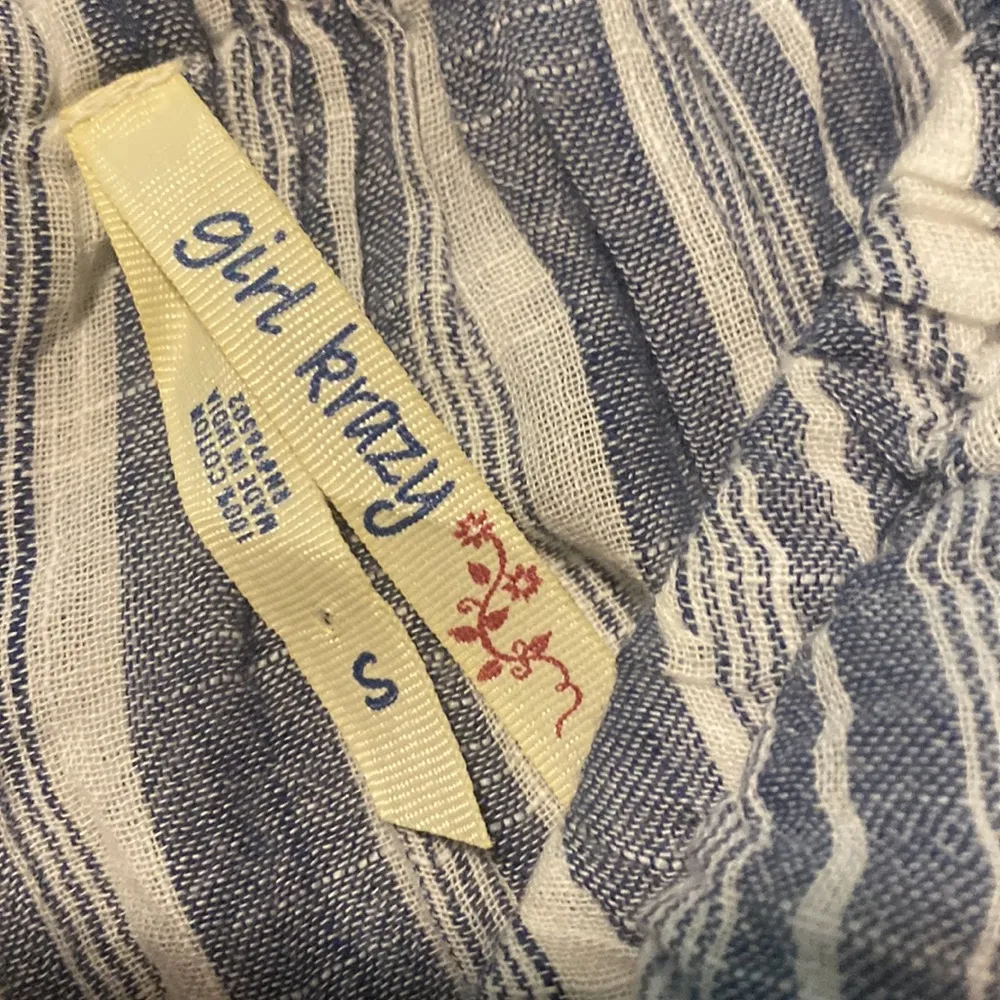 girl krazy
100% COTTON
MADE IN INDIA
S